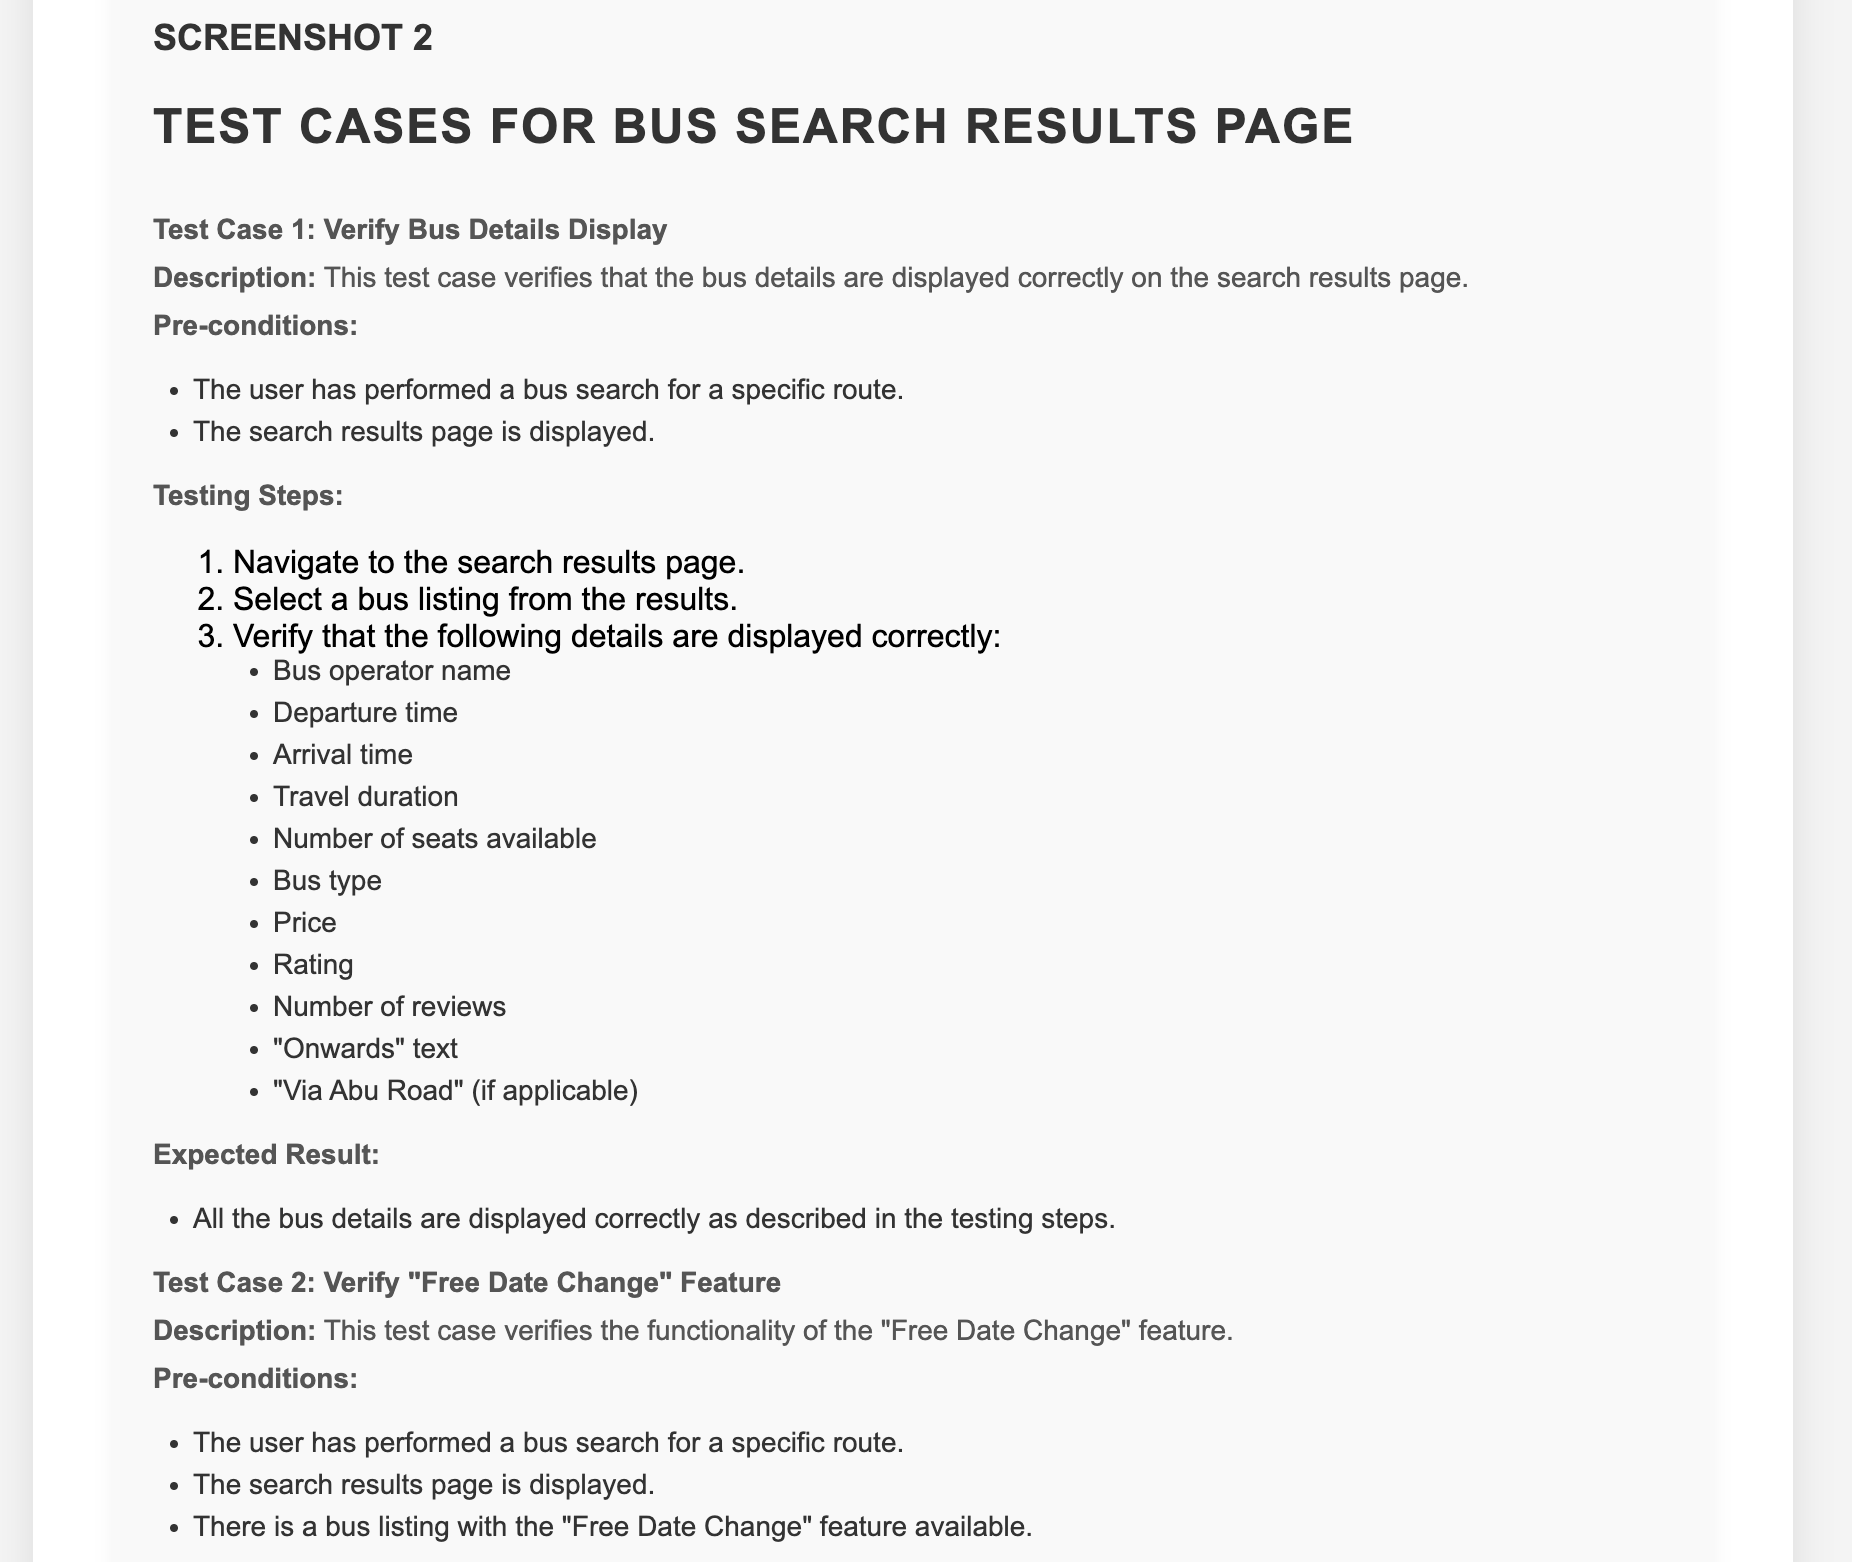 SCREENSHOT 2
TEST CASES FOR BUS SEARCH RESULTS PAGE
Test Case 1: Verify Bus Details Display
Description: This test case verifies that the bus details are displayed correctly on the search results page.
Pre-conditions:
• The user has performed a bus search for a specific route.
• The search results page is displayed.
Testing Steps:
1. Navigate to the search results page.
2. Select a bus listing from the results.
3. Verify that the following details are displayed correctly:
• Bus operator name
• Departure time
• Arrival time
• Travel duration
• Number of seats available
• Bus type
• Price
• Rating
• Number of reviews
• "Onwards" text
• "Via Abu Road" (if applicable)
Expected Result:
• All the bus details are displayed correctly as described in the testing steps.
Test Case 2: Verify "Free Date Change" Feature
Description: This test case verifies the functionality of the "Free Date Change" feature.
Pre-conditions:
• The user has performed a bus search for a specific route.
• The search results page is displayed.
• There is a bus listing with the "Free Date Change" feature available.